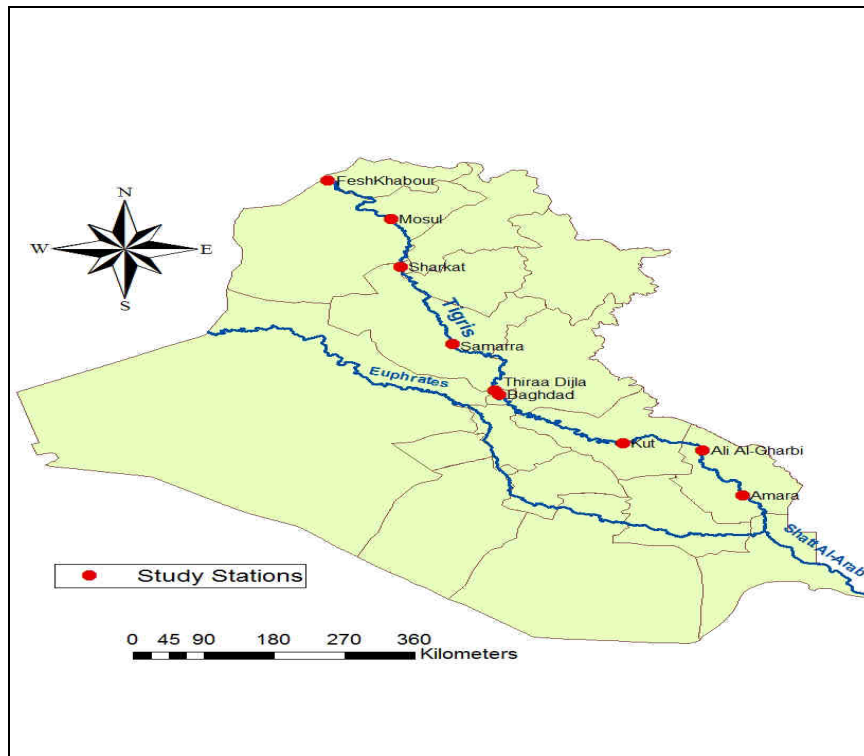 N
FeshKhabour
Mosul
W E
Sharkat
S
Tigris
Samarra
Euphrates
Thiraa Dijla
Baghdad
Kut
Ali Al-Gharbi
Amara
Shatt Al-Arab
Study Stations
0 45 90 180 270 360
Kilometers